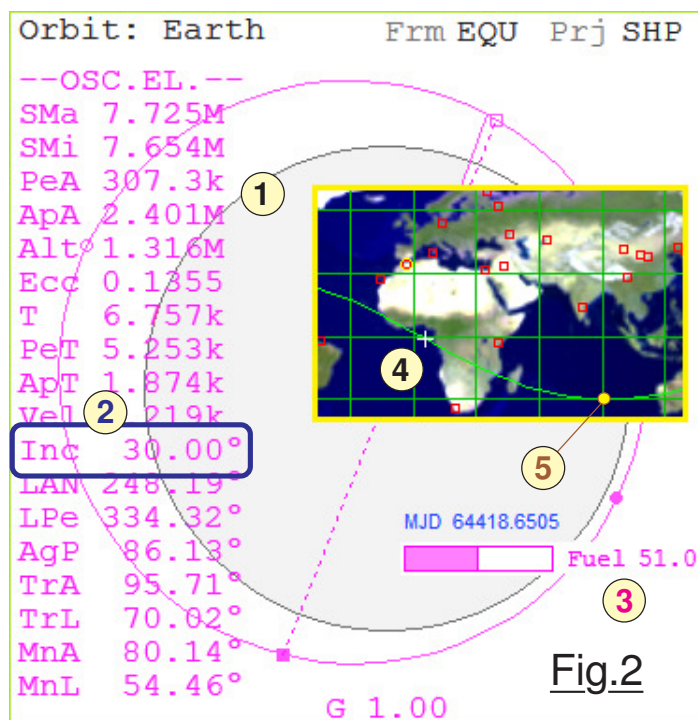 Orbit: Earth Frm EQU Prj SHP
--OSC.EL.--
SMa 7.725M
SMi 7.654M
PeA 307.3k
1
ApA 2.401M
Alt 1.316M
Ecc 0.1355
T 6.757k
PeT 5.253k
ApT 1.874k
4
Vel 219k
2
Inc 30.00°
5
LAN 248.19°
LPe 334.32°
MJD 64418.6505
AgP 86.13°
Fuel 51.0
TrA 95.71°
3
TrL 70.02°
MnA 80.14°
MnL 54.46°
Fig.2
G 1.00